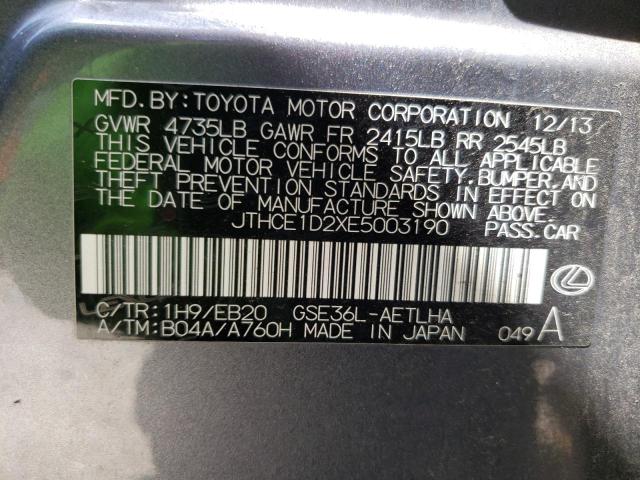 MFD. BY: TOYOTA MOTOR CORPORATION 12/13
GVWR 4735LB GAWR FR 2415LB RR 2545LB
THIS VEHICLE CONFORMS TO ALL APPLICABLE
FEDERAL MOTOR VEHICLE SAFETY, BUMPER, AND
THEFT PREVENTION STANDARDS IN EFFECT ON
THE DATE OF MANUFACTURE SHOWN ABOVE.
JTHCE1D2XE5003190 PASS.CAR
C/TR: 1H9/EB20 GSE36L-AETLHA
A/TM: B04A/A760H MADE IN JAPAN 049 A